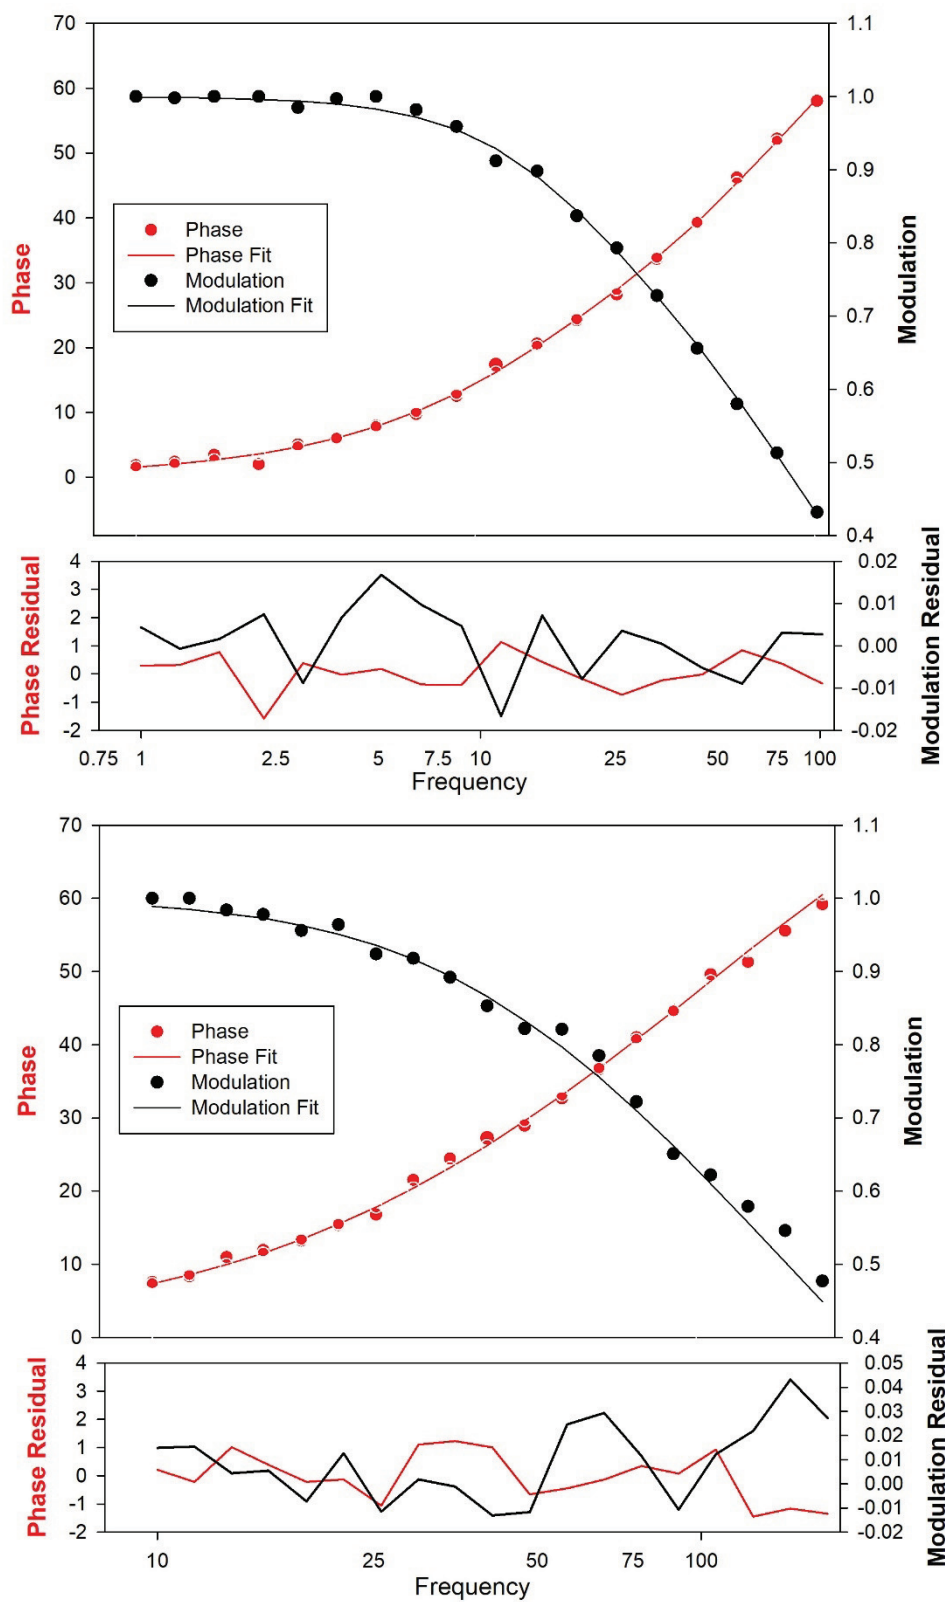 70
60
50
40
30
20
10
0
Phase
1.1
1.0
0.9
0.8
0.7
0.6
0.5
0.4
Modulation
Phase
Phase Fit
Modulation
Modulation Fit
4
3
2
1
0
-1
-2
Phase Residual
0.02
0.01
0.00
-0.01
-0.02
Modulation Residual
0.75 1 2.5 5 7.5 10 25 50 75 100
Frequency
70
60
50
40
30
20
10
0
Phase
1.1
1.0
0.9
0.8
0.7
0.6
0.5
0.4
Modulation
Phase
Phase Fit
Modulation
Modulation Fit
4
3
2
1
0
-1
-2
Phase Residual
0.05
0.04
0.03
0.02
0.01
0.00
-0.01
-0.02
Modulation Residual
10 25 50 75 100
Frequency